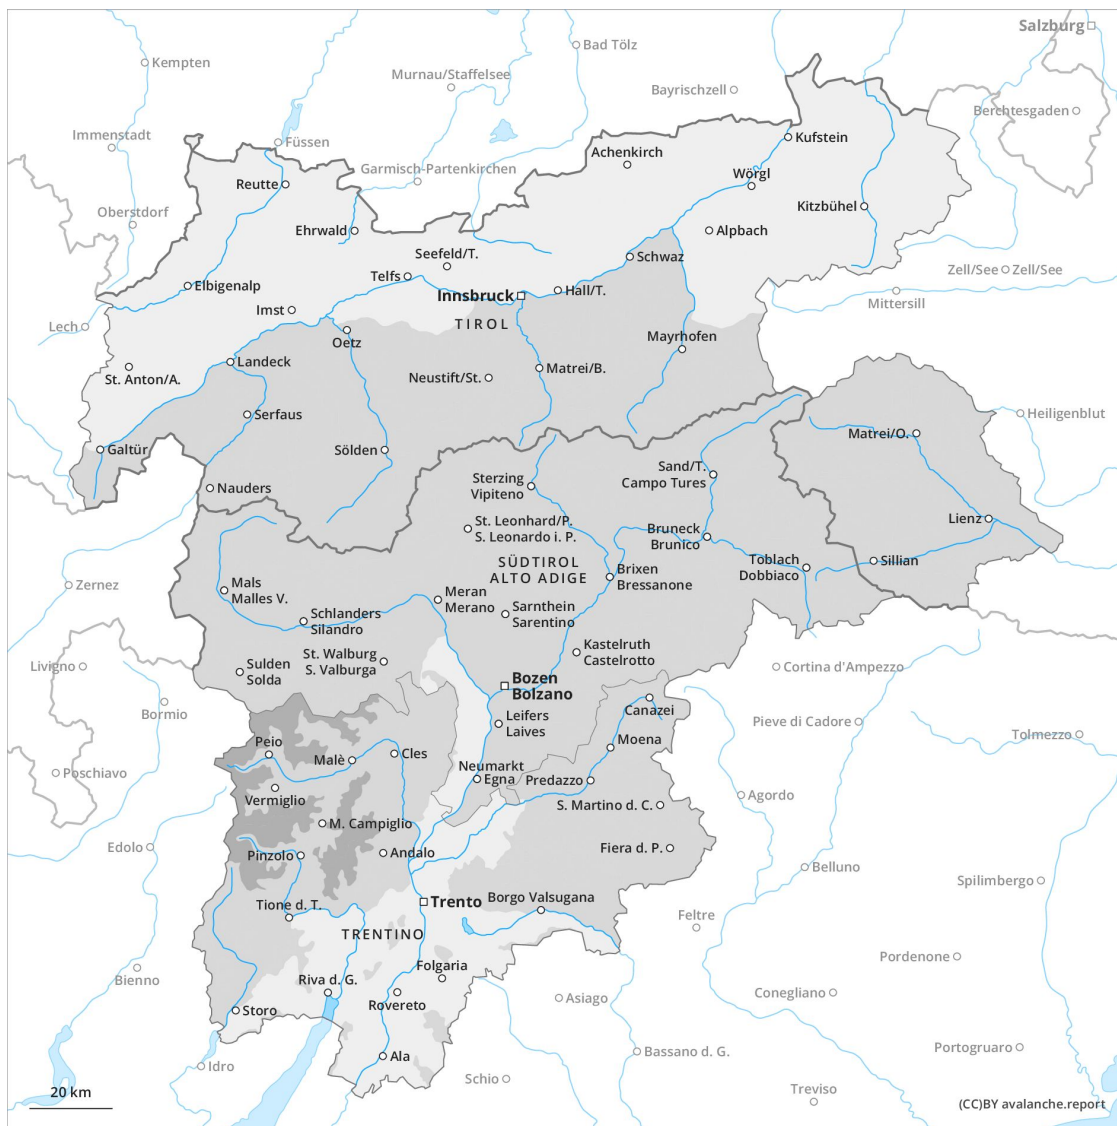 Salzburg
Bad Tölz
Kempten
Murnau/Staffelsee
Bayrischzell
Berchtesgaden
Immenstadt
Füssen
Kufstein
Achenkirch
Garmisch-Partenkirchen
Wörgl
Reutte
Kitzbühel
Oberstdorf
Ehrwald
Alpbach
Seefeld/T.
Schwaz
Zell/See
Zell/See
Telfs
Elbigenalp
Hall/T.
Innsbruck
Mittersill
Imst
TIROL
Lech
Oetz
Mayrhofen
Landeck
Matrei/B.
St. Anton/A.
Neustift/St.
Serfaus
Heiligenblut
Matrei/O.
Galtür
Sölden
Sand/T.
Campo Tures
Sterzing
Vipiteno
Nauders
Lienz
St. Leonhard/P.
S. Leonardo i. P.
Bruneck
Brunico
SÜDTIROL
ALTO ADIGE
Toblach
Dobbiaco
Sillian
Brixen
Bressanone
Zernez
Mals
Malles V.
Meran
Merano
Sarnthein
Sarentino
Schlanders
Silandro
Kastelruth
Castelrotto
St. Walburg
S. Valburga
Livigno
Sulden
Solda
Cortina d'Ampezzo
Bozen
Bolzano
Bormio
Canazei
Leifers
Laives
Pieve di Cadore
Tolmezzo
Peio
Moena
Malè
Cles
Neumarkt
Egna
Poschiavo
Predazzo
Vermiglio
Agordo
S. Martino d. C.
M. Campiglio
Edolo
Fiera d. P.
Pinzolo
Andalo
Belluno
Spilimbergo
Borgo Valsugana
Trento
Tione d. T.
Feltre
TRENTINO
Pordenone
Folgaria
Bienno
Riva d. G.
Conegliano
Asiago
Rovereto
Storo
Portogruaro
Bassano d. G.
Ala
Idro
Schio
Treviso
20 km
(CC)BY avalanche.report